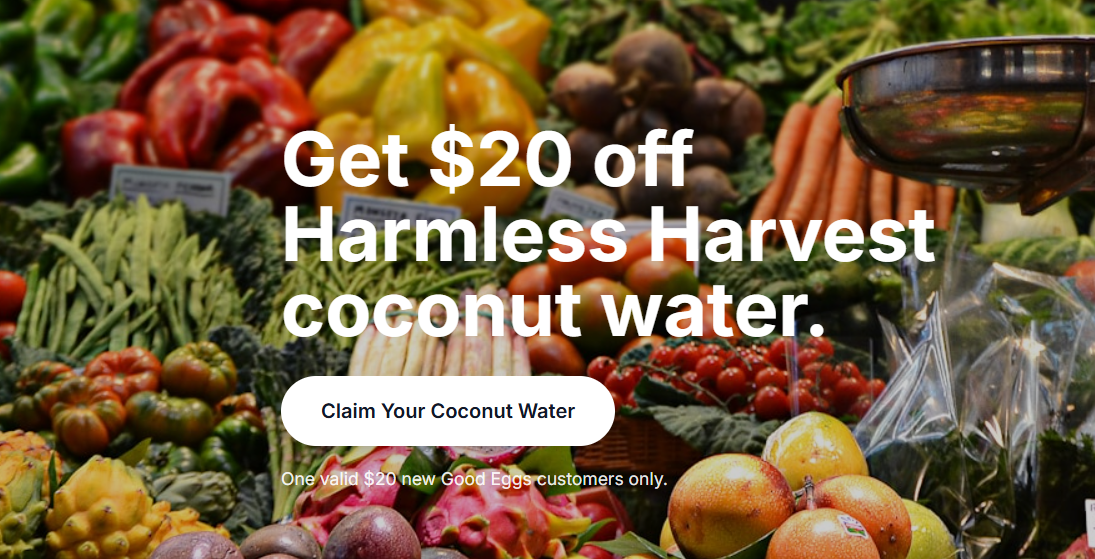 Get $20 off
Harmless Harvest
coconut water.
Claim Your Coconut Water
One valid $20 new Good Eggs customers only.